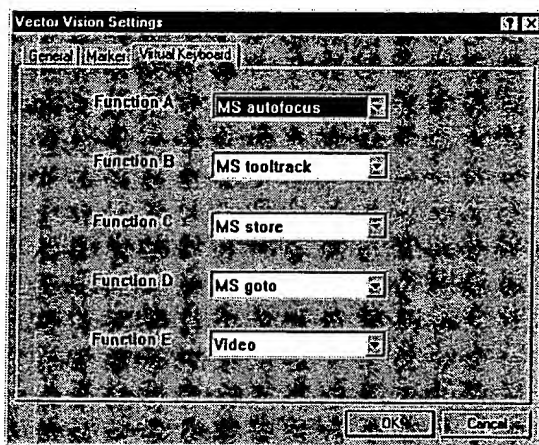 Vector Vision Settings
General Marker Virtual Keyboard
Function A MS autofocus
Function B MS tooltrack
Function C MS store
Function D MS goto
Function E Video
OK Cancel